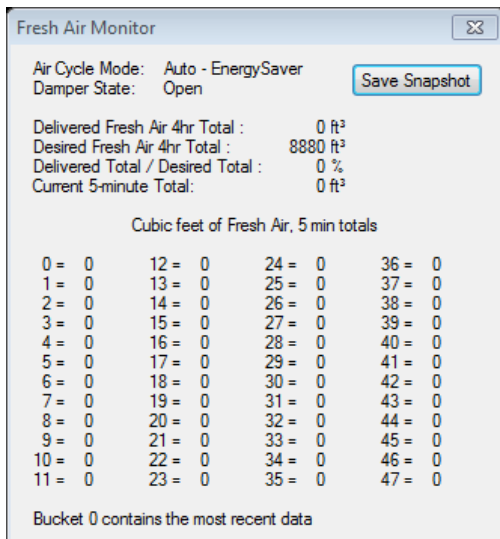 Fresh Air Monitor
Air Cycle Mode: Auto - EnergySaver
Damper State: Open
Save Snapshot
Delivered Fresh Air 4hr Total : 0 ft³
Desired Fresh Air 4hr Total : 8880 ft³
Delivered Total / Desired Total : 0 %
Current 5-minute Total: 0 ft³
Cubic feet of Fresh Air, 5 min totals
0 = 0 12 = 0 24 = 0 36 = 0
1 = 0 13 = 0 25 = 0 37 = 0
2 = 0 14 = 0 26 = 0 38 = 0
3 = 0 15 = 0 27 = 0 39 = 0
4 = 0 16 = 0 28 = 0 40 = 0
5 = 0 17 = 0 29 = 0 41 = 0
6 = 0 18 = 0 30 = 0 42 = 0
7 = 0 19 = 0 31 = 0 43 = 0
8 = 0 20 = 0 32 = 0 44 = 0
9 = 0 21 = 0 33 = 0 45 = 0
10 = 0 22 = 0 34 = 0 46 = 0
11 = 0 23 = 0 35 = 0 47 = 0
Bucket 0 contains the most recent data